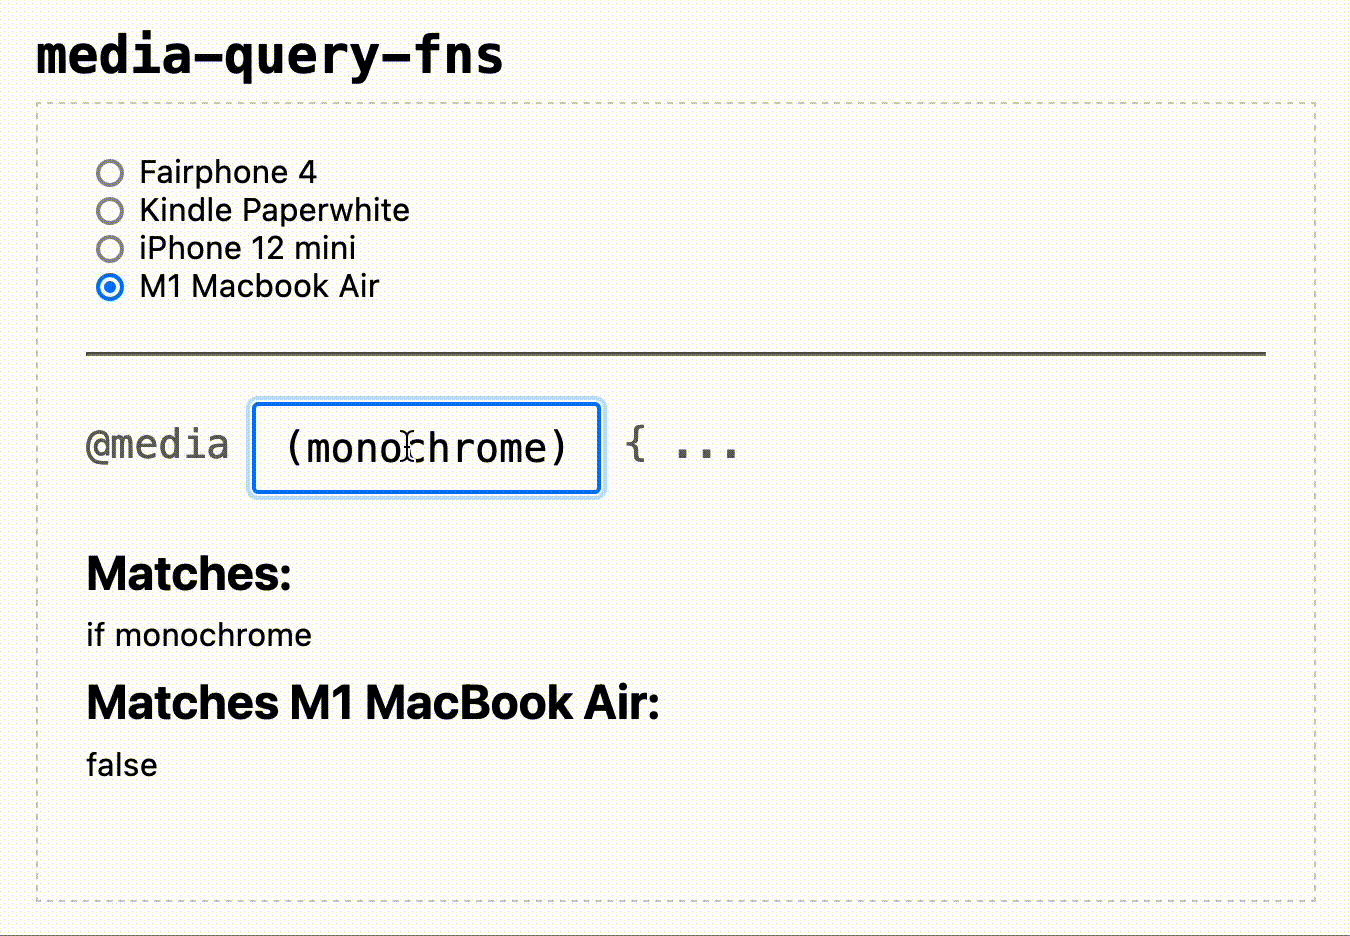 media-query-fns
Fairphone 4
Kindle Paperwhite
iPhone 12 mini
M1 Macbook Air
@media (monochrome) { ...
Matches:
if monochrome
Matches M1 MacBook Air:
false